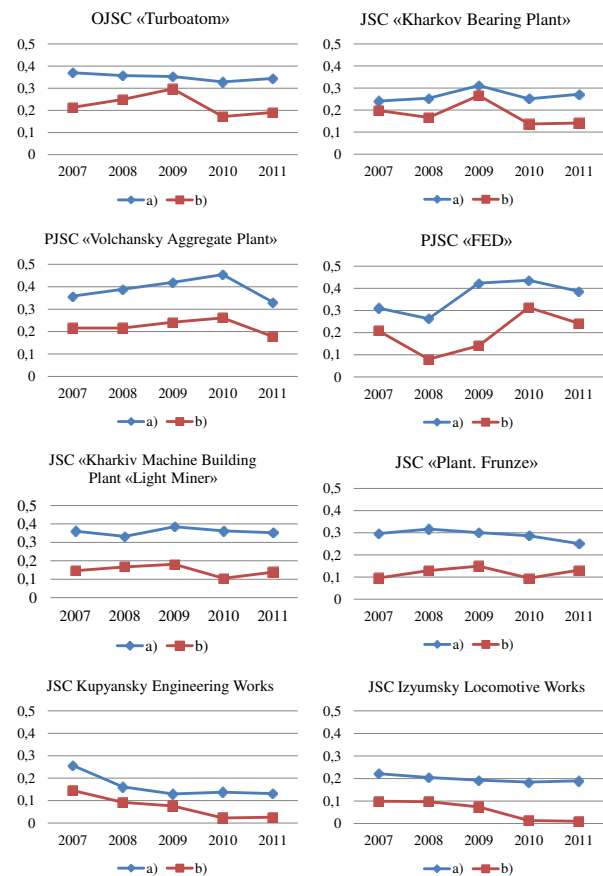 OJSC «Turboatom»
0,5
0,4
0,3
0,2
0,1
0
2007 2008 2009 2010 2011
a) b)
JSC «Kharkov Bearing Plant»
0,5
0,4
0,3
0,2
0,1
0
2007 2008 2009 2010 2011
a) b)
PJSC «Volchansky Aggregate Plant»
0,5
0,4
0,3
0,2
0,1
0
2007 2008 2009 2010 2011
a) b)
PJSC «FED»
0,5
0,4
0,3
0,2
0,1
0
2007 2008 2009 2010 2011
a) b)
JSC «Kharkiv Machine Building
Plant «Light Miner»
0,5
0,4
0,3
0,2
0,1
0
2007 2008 2009 2010 2011
a) b)
JSC «Plant. Frunze»
0,5
0,4
0,3
0,2
0,1
0
2007 2008 2009 2010 2011
a) b)
JSC Kupyansky Engineering Works
0,5
0,4
0,3
0,2
0,1
0
2007 2008 2009 2010 2011
a) b)
JSC Izyumsky Locomotive Works
0,5
0,4
0,3
0,2
0,1
0
2007 2008 2009 2010 2011
a) b)